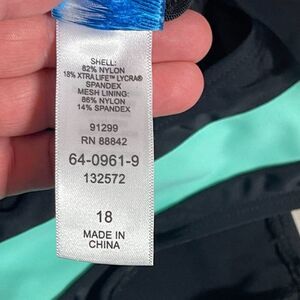 SHELL:
82% NYLON
18% XTRA LIFE™ LYCRA®
SPANDEX
MESH LINING:
86% NYLON
14% SPANDEX
91299
RN 88842
64-0961-9
132572
18
MADE IN
CHINA